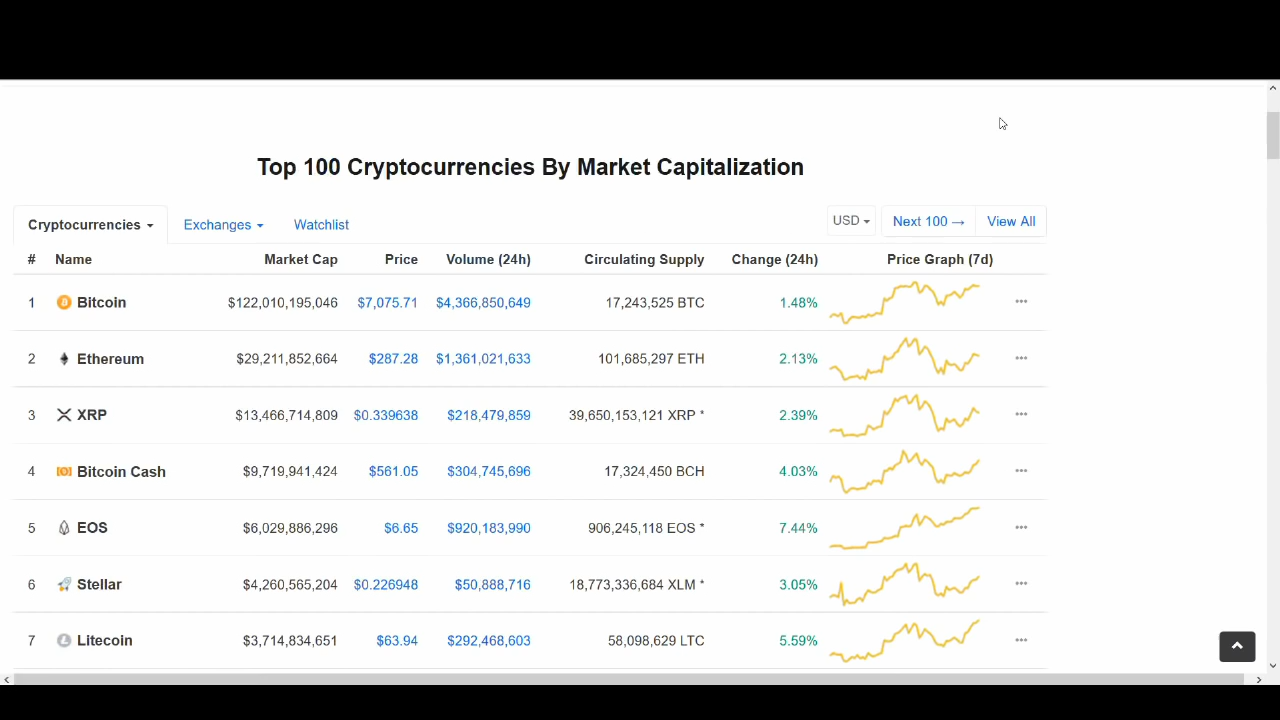 Top 100 Cryptocurrencies By Market Capitalization
Cryptocurrencies Exchanges Watchlist USD Next 100 → View All
# Name Market Cap Price Volume (24h) Circulating Supply Change (24h) Price Graph (7d)
1 Bitcoin $122,010,195,046 $7,075.71 $4,366,850,649 17,243,525 BTC 1.48%
2 Ethereum $29,211,852,664 $287.28 $1,361,021,633 101,685,297 ETH 2.13%
3 XRP $13,466,714,809 $0.339638 $218,479,859 39,650,153,121 XRP * 2.39%
4 Bitcoin Cash $9,719,941,424 $561.05 $304,745,696 17,324,450 BCH 4.03%
5 EOS $6,029,886,296 $6.65 $920,183,990 906,245,118 EOS * 7.44%
6 Stellar $4,260,565,204 $0.226948 $50,888,716 18,773,336,684 XLM * 3.05%
7 Litecoin $3,714,834,651 $63.94 $292,468,603 58,098,629 LTC 5.59%